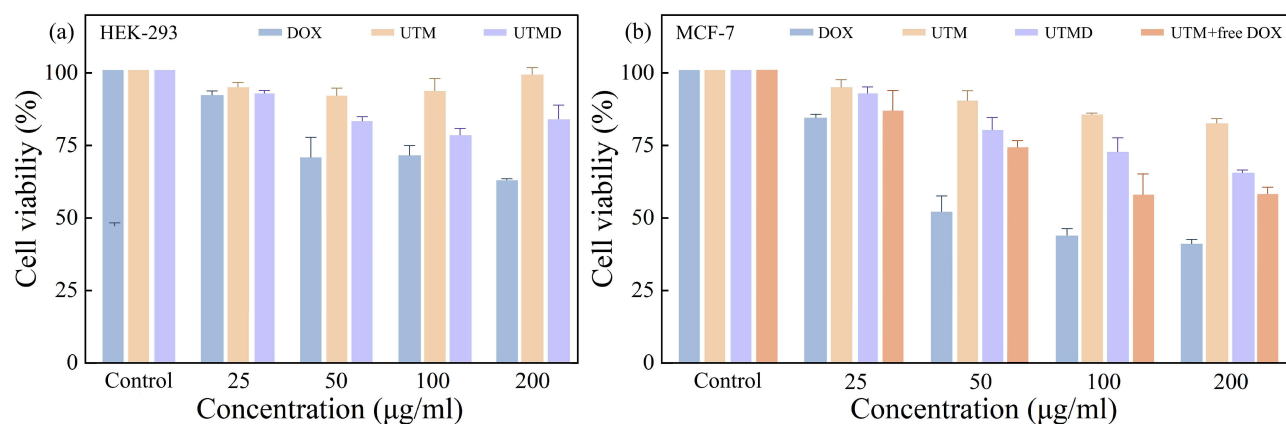 (a) HEK-293 DOX UTM UTMD
Cell viabiliy (%)
100
75
50
25
0
Control 25 50 100 200
Concentration (μg/ml)
(b) MCF-7 DOX UTM UTMD UTM+free DOX
Cell viabiliy (%)
100
75
50
25
0
Control 25 50 100 200
Concentration (μg/ml)